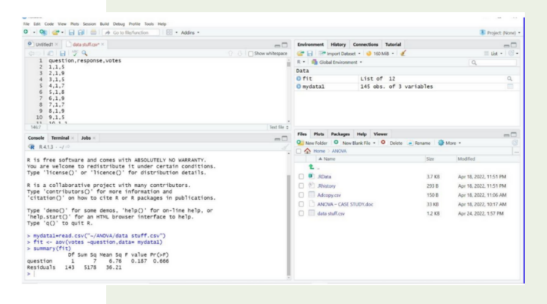 File Edit Code View Plots Session Build Debug Profile Tools Help
Go to file/function
Addins
Project: (None)
Untitled1
data stuff.csv
Show whitespace
1 question,response,votes
2 1,1,5
3 2,1,9
4 3,1,5
5 4,1,7
6 5,1,8
7 6,1,9
8 7,1,7
9 8,1,9
10 9,1,5
146:7
Text file
Console Terminal Jobs
R 4.1.3
R is free software and comes with ABSOLUTELY NO WARRANTY.
You are welcome to redistribute it under certain conditions.
Type 'license()' or 'licence()' for distribution details.
R is a collaborative project with many contributors.
Type 'contributors()' for more information and
'citation()' on how to cite R or R packages in publications.
Type 'demo()' for some demos, 'help()' for on-line help, or
'help.start()' for an HTML browser interface to help.
Type 'q()' to quit R.
> mydata1=read.csv("~/ANOVA/data stuff.csv")
> fit <- aov(votes ~question,data= mydata1)
> summary(fit)
Df Sum Sq Mean Sq F value Pr(>F)
question 1 7 6.76 0.187 0.666
Residuals 143 5178 36.21
>
Environment History Connections Tutorial
Import Dataset
160 MiB
List
R
Global Environment
Data
fit List of 12
mydata1 145 obs. of 3 variables
Files Plots Packages Help Viewer
New Folder New Blank File Delete Rename More
Home ANOVA
Name Size Modified
..
.RData 3.7 KB Apr 18, 2022, 11:51 PM
.Rhistory 293 B Apr 18, 2022, 11:51 PM
Adcopy.csv 150 B Apr 18, 2022, 11:06 AM
ANOVA - CASE STUDY.doc 33 KB Apr 18, 2022, 10:17 AM
data stuff.csv 1.2 KB Apr 24, 2022, 1:07 PM